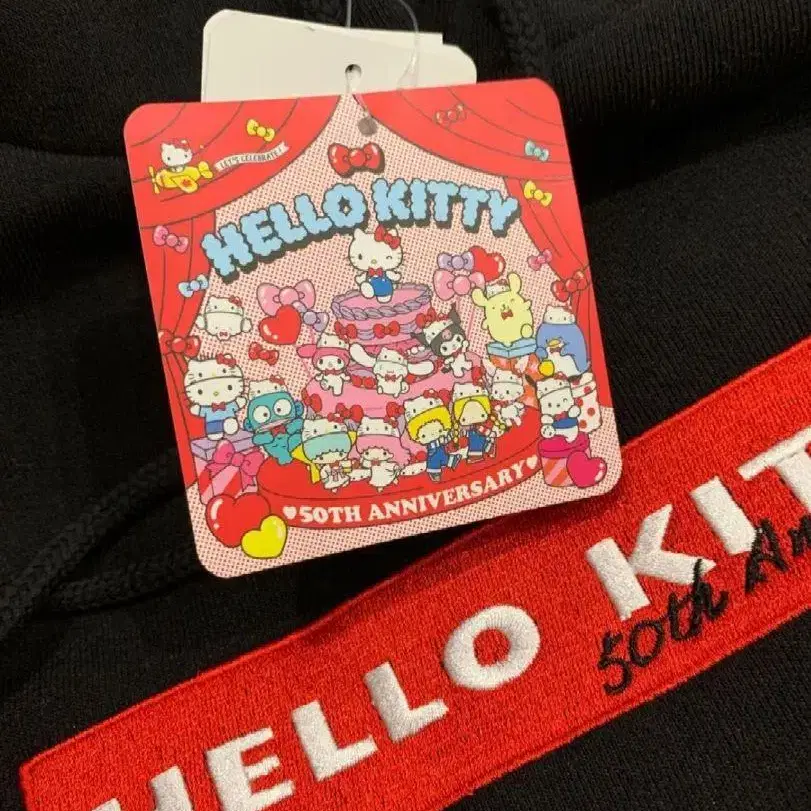 LET'S CELEBRATE!
HELLO KITTY
♥50TH ANNIVERSARY♥
HELLO KIT
50th An